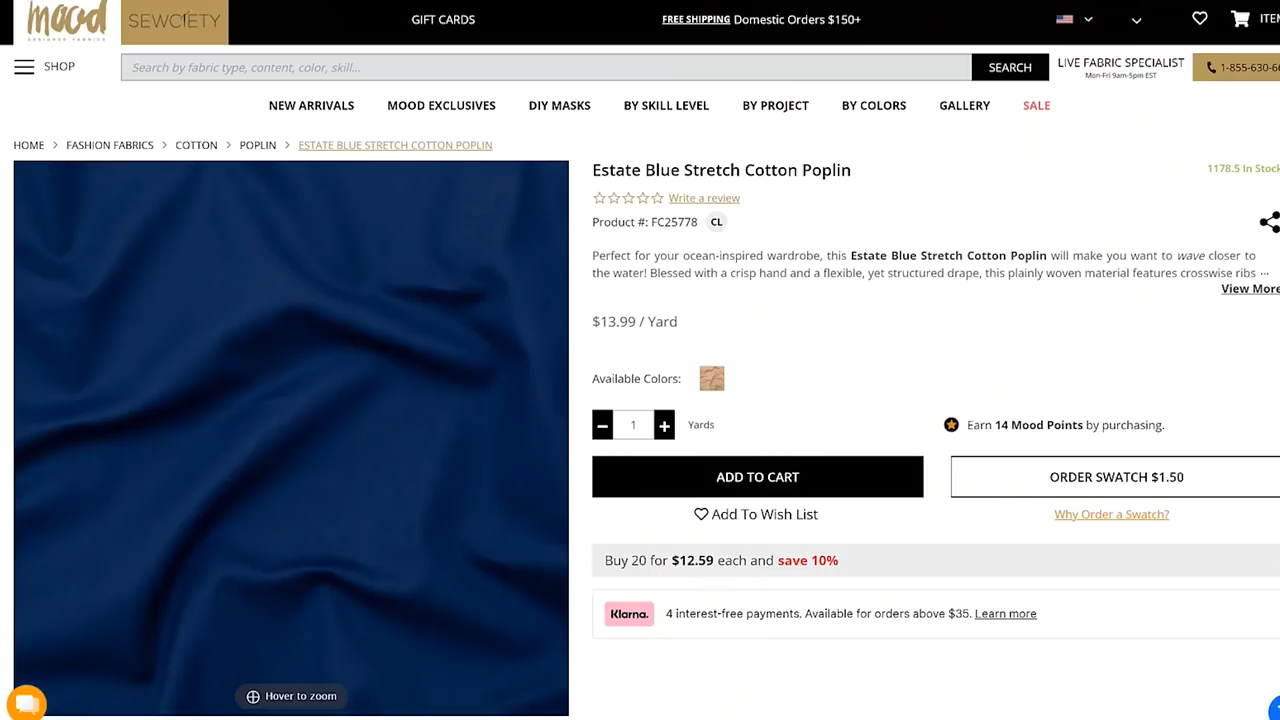 mood
DESIGNER FABRICS
SEWCIETY
GIFT CARDS
FREE SHIPPING Domestic Orders $150+
SHOP
Search by fabric type, content, color, skill...
SEARCH
LIVE FABRIC SPECIALIST
Mon-Fri 9am-5pm EST
NEW ARRIVALS
MOOD EXCLUSIVES
DIY MASKS
BY SKILL LEVEL
BY PROJECT
BY COLORS
GALLERY
SALE
HOME > FASHION FABRICS > COTTON > POPLIN > ESTATE BLUE STRETCH COTTON POPLIN
Estate Blue Stretch Cotton Poplin
1178.5 In Stock
Write a review
Product #: FC25778 CL
Perfect for your ocean-inspired wardrobe, this Estate Blue Stretch Cotton Poplin will make you want to wave closer to
the water! Blessed with a crisp hand and a flexible, yet structured drape, this plainly woven material features crosswise ribs ...
View More
$13.99 / Yard
Available Colors:
1
Yards
Earn 14 Mood Points by purchasing.
ADD TO CART
ORDER SWATCH $1.50
Add To Wish List
Why Order a Swatch?
Buy 20 for $12.59 each and save 10%
Klarna. 4 interest-free payments. Available for orders above $35. Learn more
Hover to zoom